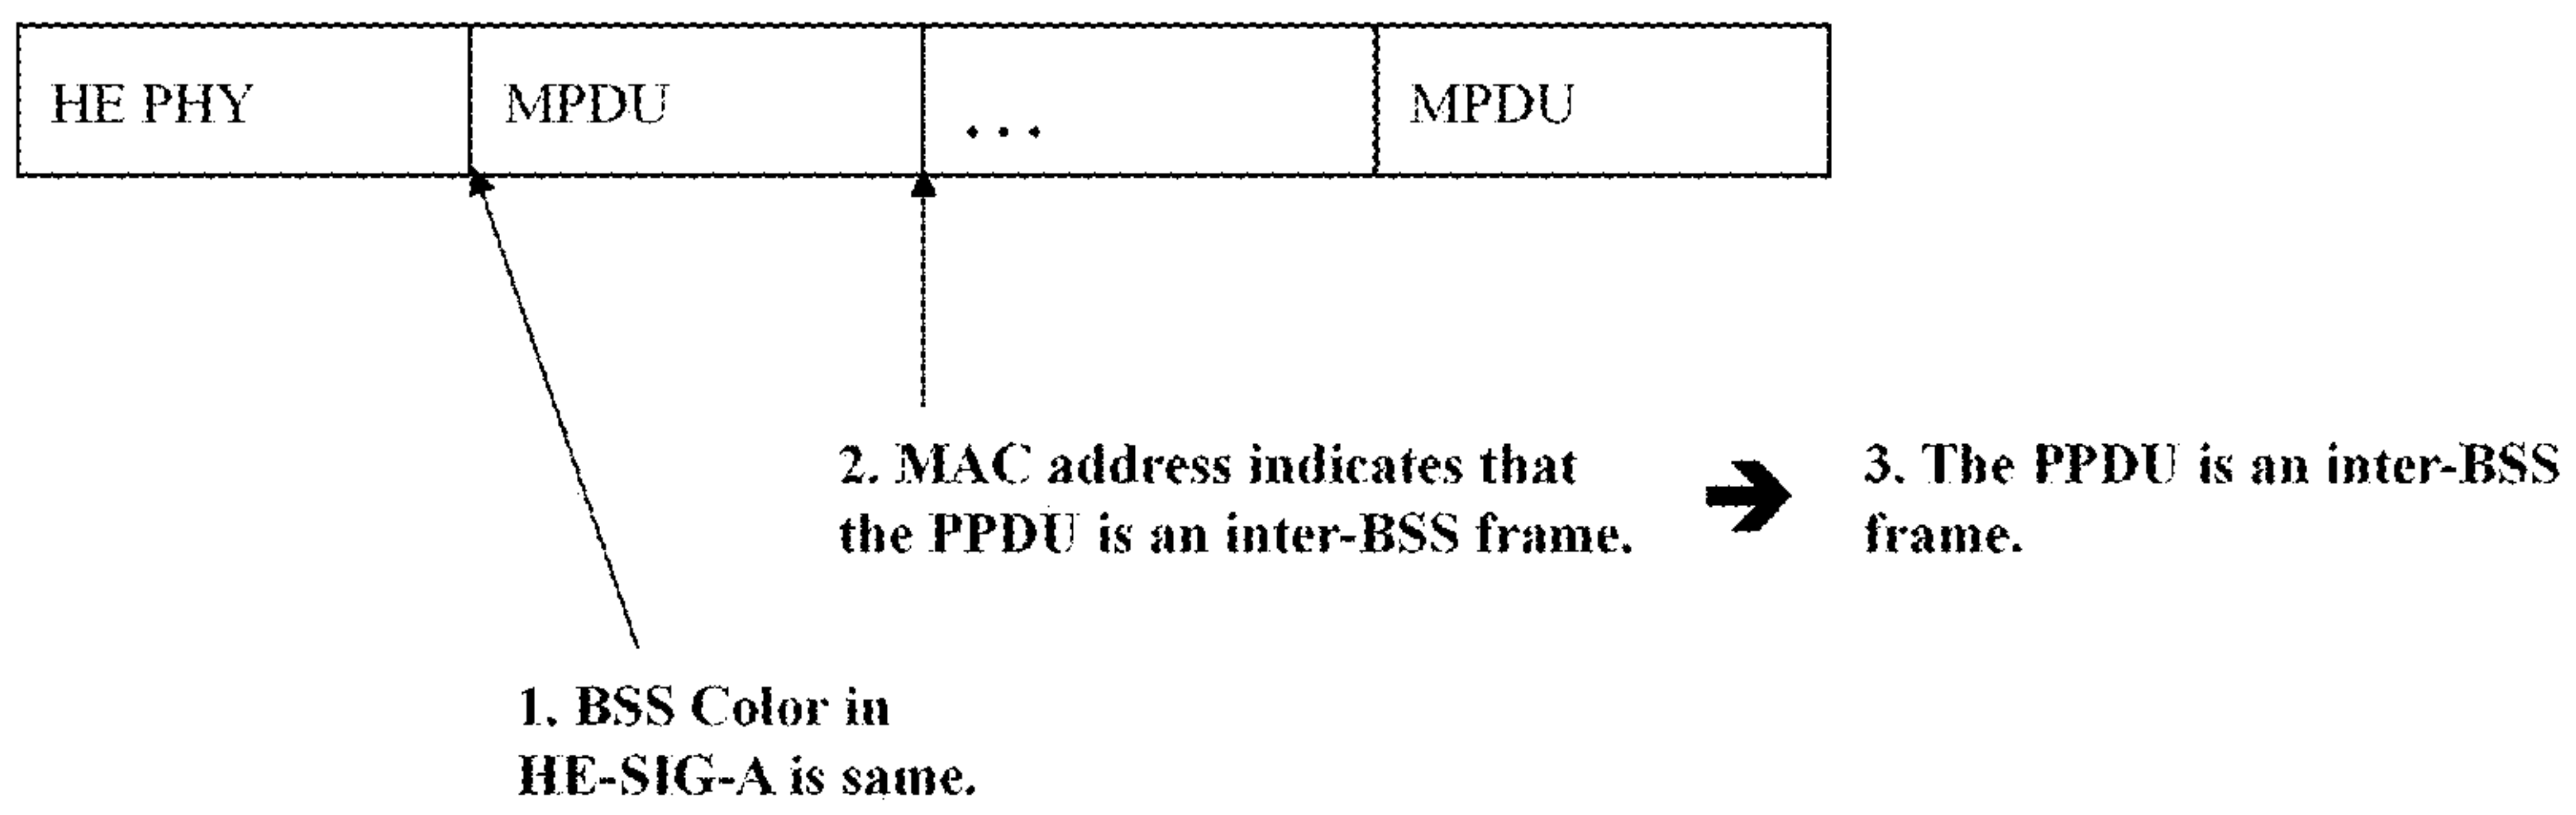 HE PHY
MPDU
...
MPDU
2. MAC address indicates that
the PPDU is an inter-BSS frame.
3. The PPDU is an inter-BSS
frame.
1. BSS Color in
HE-SIG-A is same.